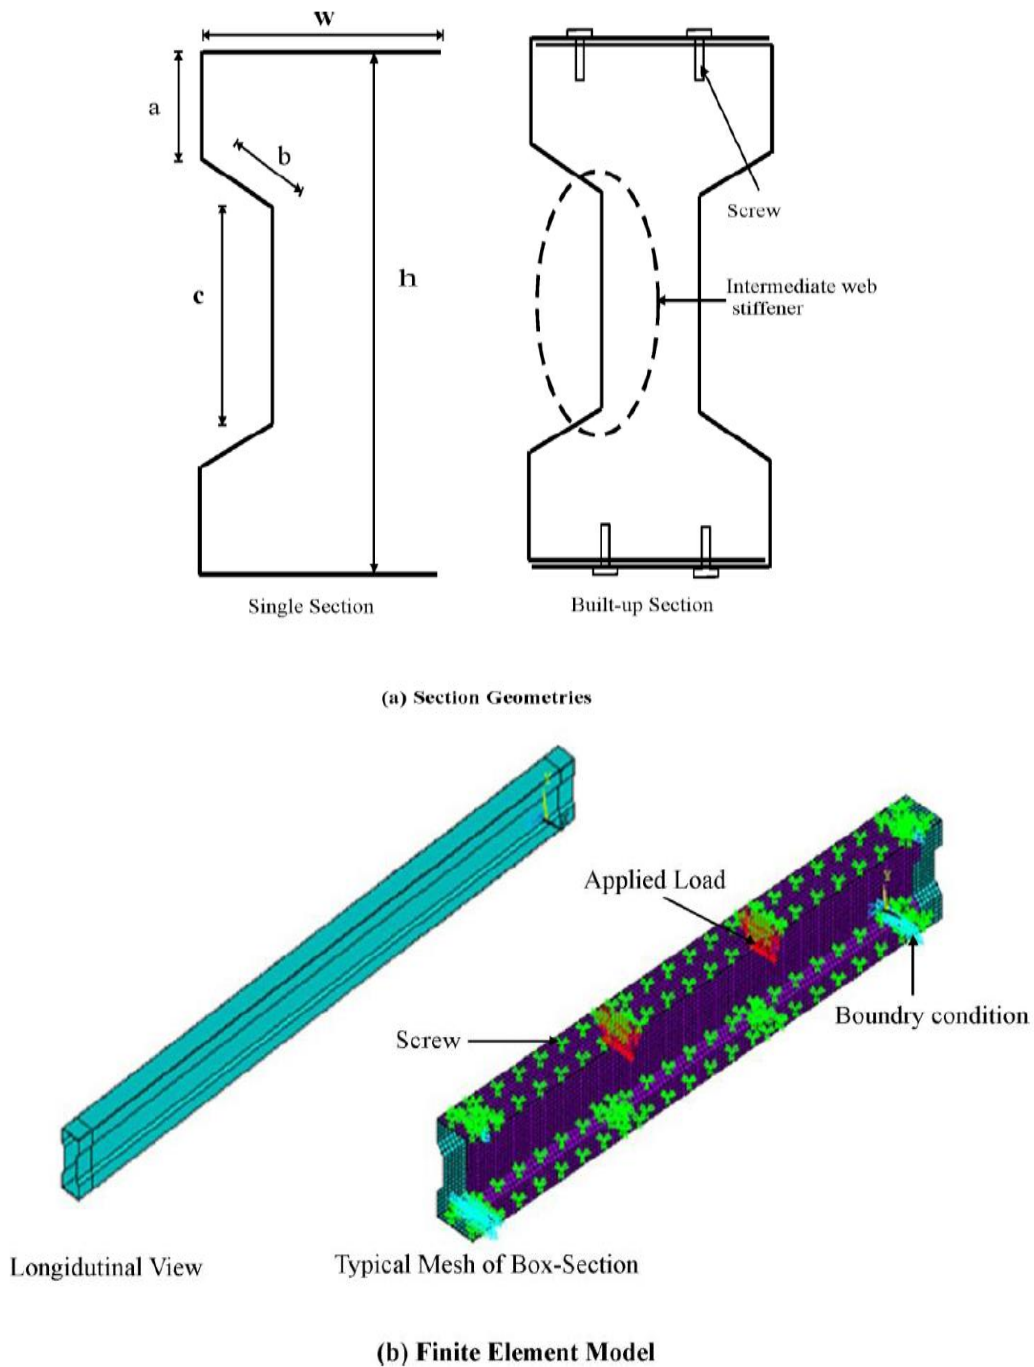 w
a
b
c
h
Screw
Intermediate web
stiffener
Single Section
Built-up Section
(a) Section Geometries
Applied Load
Screw
Boundry condition
Longidutinal View
Typical Mesh of Box-Section
(b) Finite Element Model